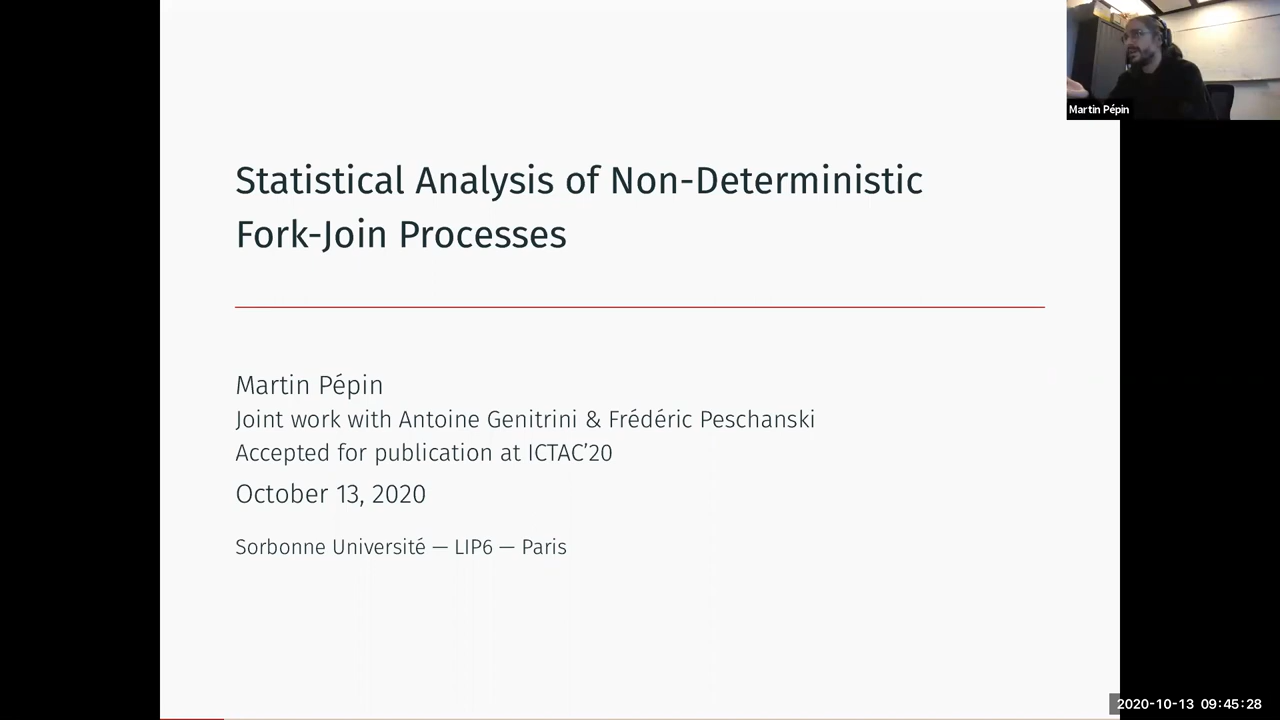 Martin Pépin
Statistical Analysis of Non-Deterministic
Fork-Join Processes
Martin Pépin
Joint work with Antoine Genitrini & Frédéric Peschanski
Accepted for publication at ICTAC’20
October 13, 2020
Sorbonne Université — LIP6 — Paris
2020-10-13 09:45:28